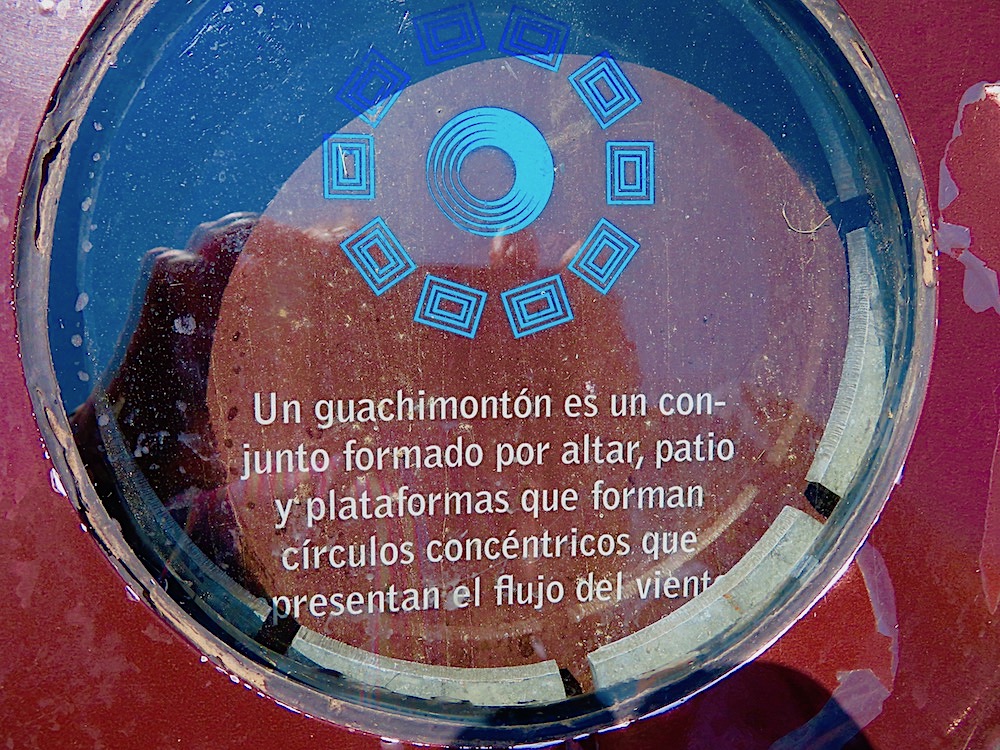 Un guachimontón es un con-
junto formado por altar, patio
y plataformas que forman
círculos concéntricos que
presentan el flujo del viento